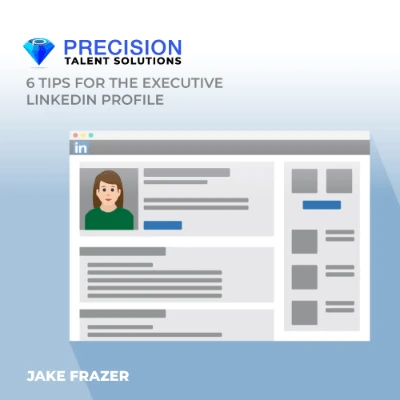 PRECISION
TALENT SOLUTIONS
6 TIPS FOR THE EXECUTIVE
LINKEDIN PROFILE
in
JAKE FRAZER